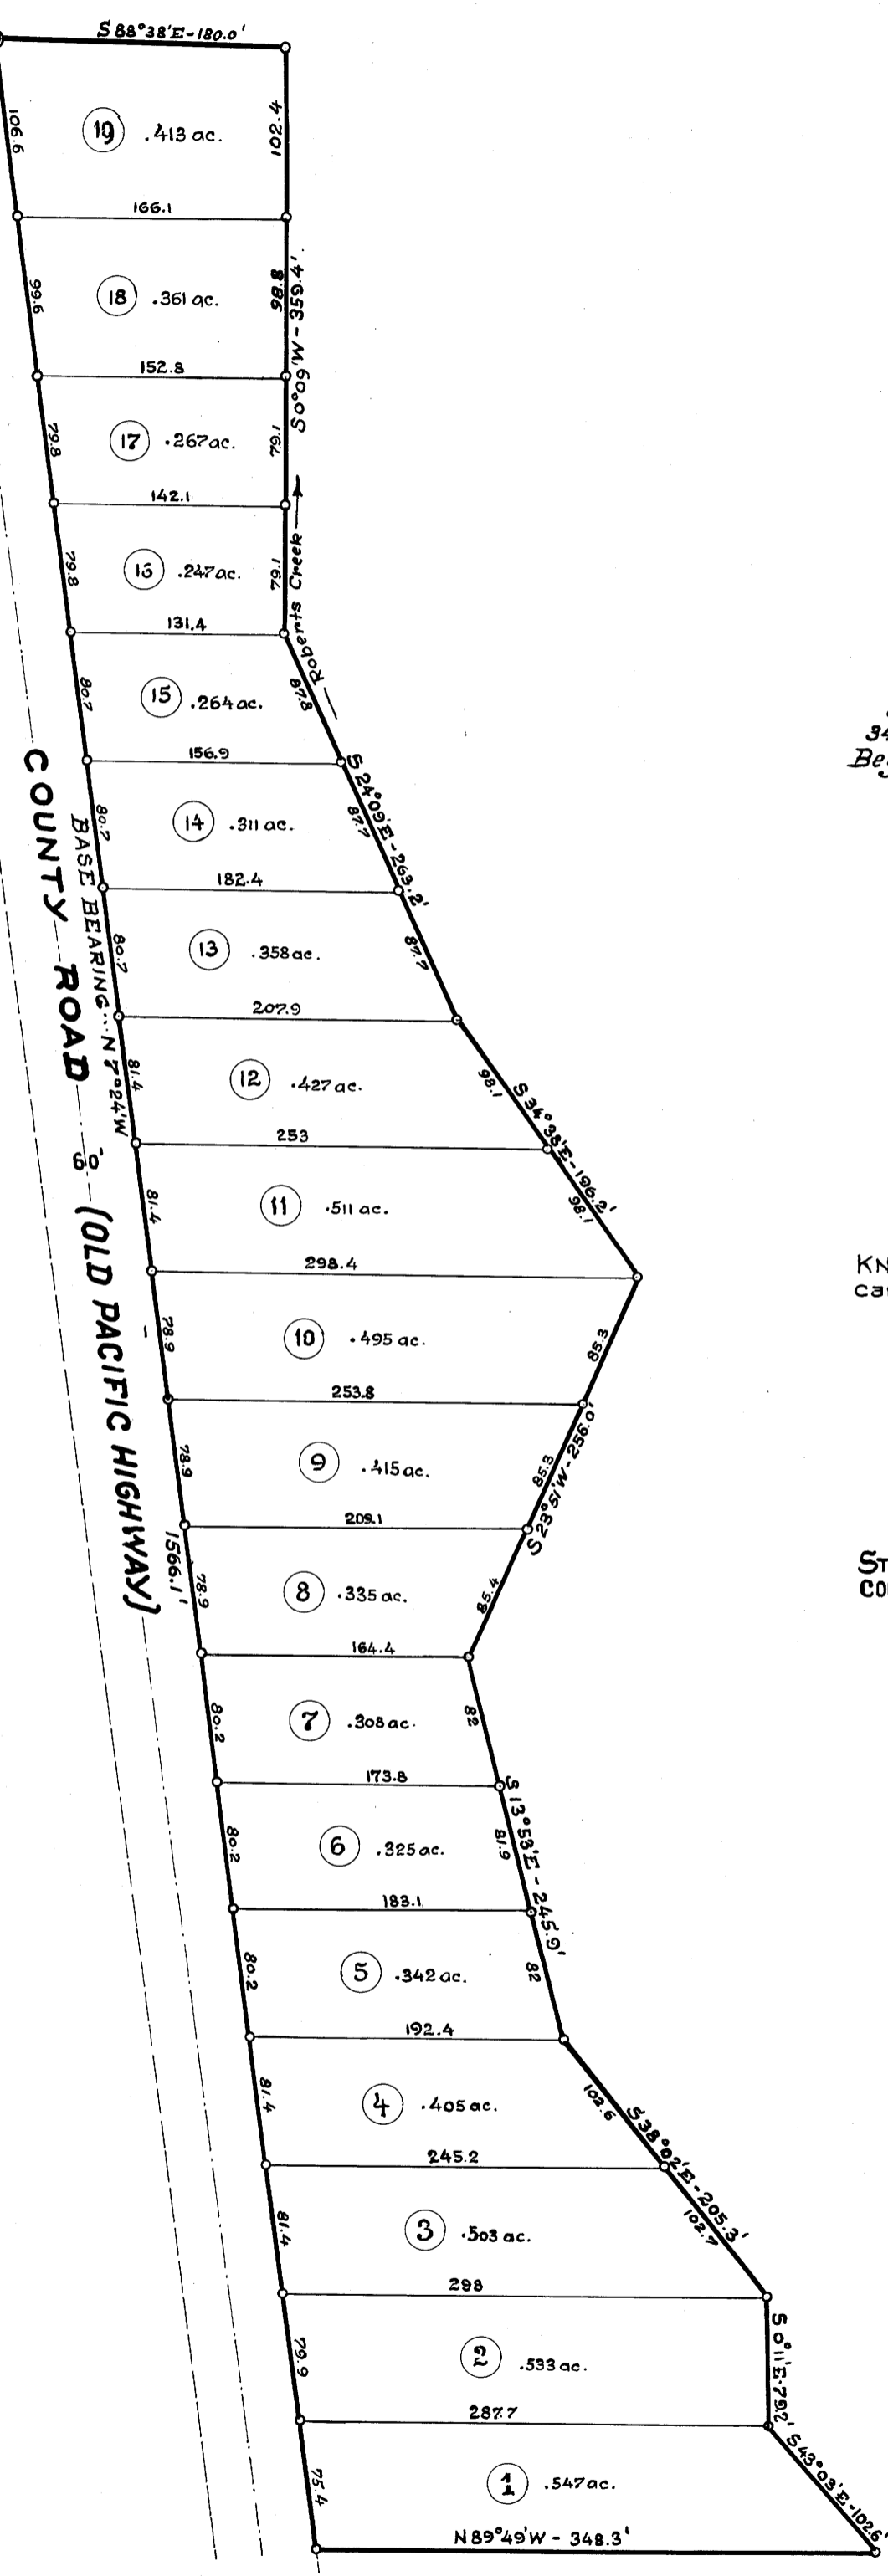 S 88°38'E-180.0'
106.6
19 .413 ac.
102.4
166.1
99.6
18 .361 ac.
98.8
S0°09'W-359.4'.
152.8
79.8
17 .267ac.
79.1
142.1
79.8
16 .247ac.
79.1
Roberts Creek
131.4
80.7
15 .264ac.
87.8
156.9
80.7
14 .311 ac.
87.7
S 24°09'E-263.2'
182.4
80.7
13 .358 ac.
87.7
207.9
81.4
12 .427 ac.
98.1
S 34°38'E-196.2'
253
81.4
11 .511 ac.
98.1
298.4
78.9
10 .495 ac.
85.3
253.8
78.9
9 .415 ac.
85.3
S 23°51'W-256.0'
209.1
78.9
8 .335 ac.
85.4
164.4
80.2
7 .308 ac.
82
173.8
80.2
6 .325 ac.
81.9
S 13°53'E - 245.9'
183.1
80.2
5 .342 ac.
82
192.4
81.4
4 .405 ac.
102.6
S 38°02'E-205.3'
245.2
81.4
3 .503 ac.
102.7
298
79.9
2 .533 ac.
S 0°11'E-79.2'
287.7
75.4
1 .547 ac.
S 43°03'E-102.6'
N 89°49'W - 348.3'
BASE BEARING...N 7°24'W
1566.1'
COUNTY ROAD 60' (OLD PACIFIC HIGHWAY)
34
Be
KN
ca
ST
CO